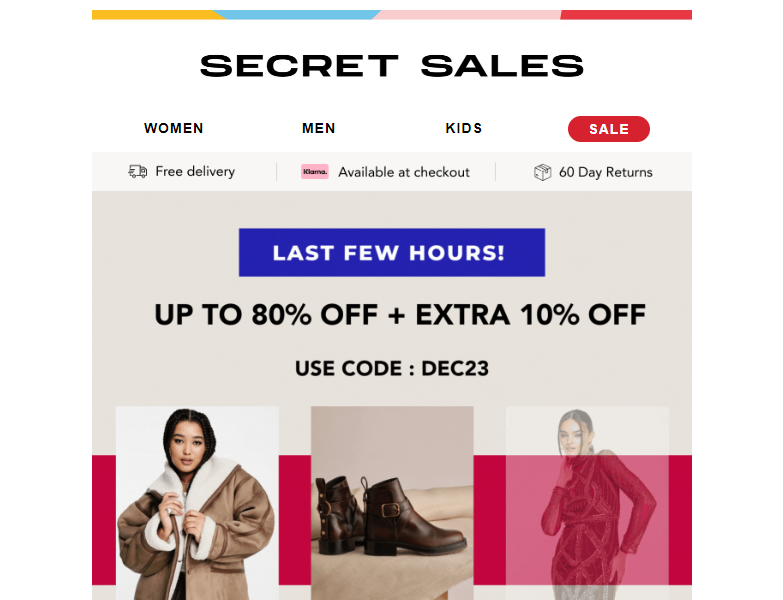 SECRET SALES
WOMEN MEN KIDS SALE
Free delivery Klarna. Available at checkout 60 Day Returns
LAST FEW HOURS!
UP TO 80% OFF + EXTRA 10% OFF
USE CODE : DEC23